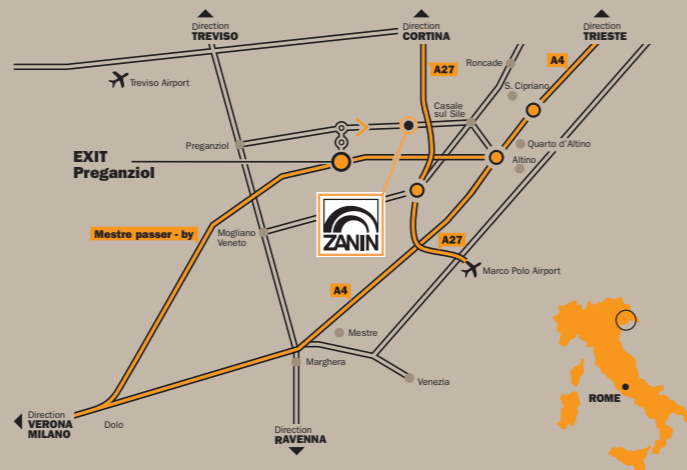 Direction
TREVISO
Direction
CORTINA
Direction
TRIESTE
A27
A4
Roncade
Treviso Airport
S. Cipriano
Casale
sul Sile
Preganziol
Quarto d'Altino
Altino
EXIT
Preganziol
ZANIN
Mestre passer - by
Mogliano
Veneto
A27
Marco Polo Airport
A4
Mestre
Marghera
Venezia
ROME
Direction
VERONA
MILANO
Dolo
Direction
RAVENNA